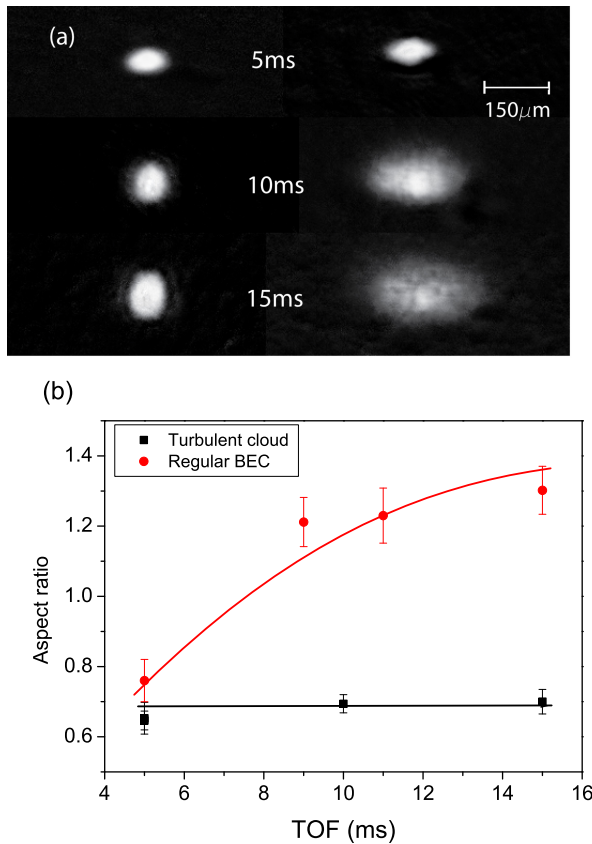 (a)
5ms
150μm
10ms
15ms
(b)
1.4
1.2
1.0
0.8
0.6
Aspect ratio
Turbulent cloud
Regular BEC
4 6 8 10 12 14 16
TOF (ms)